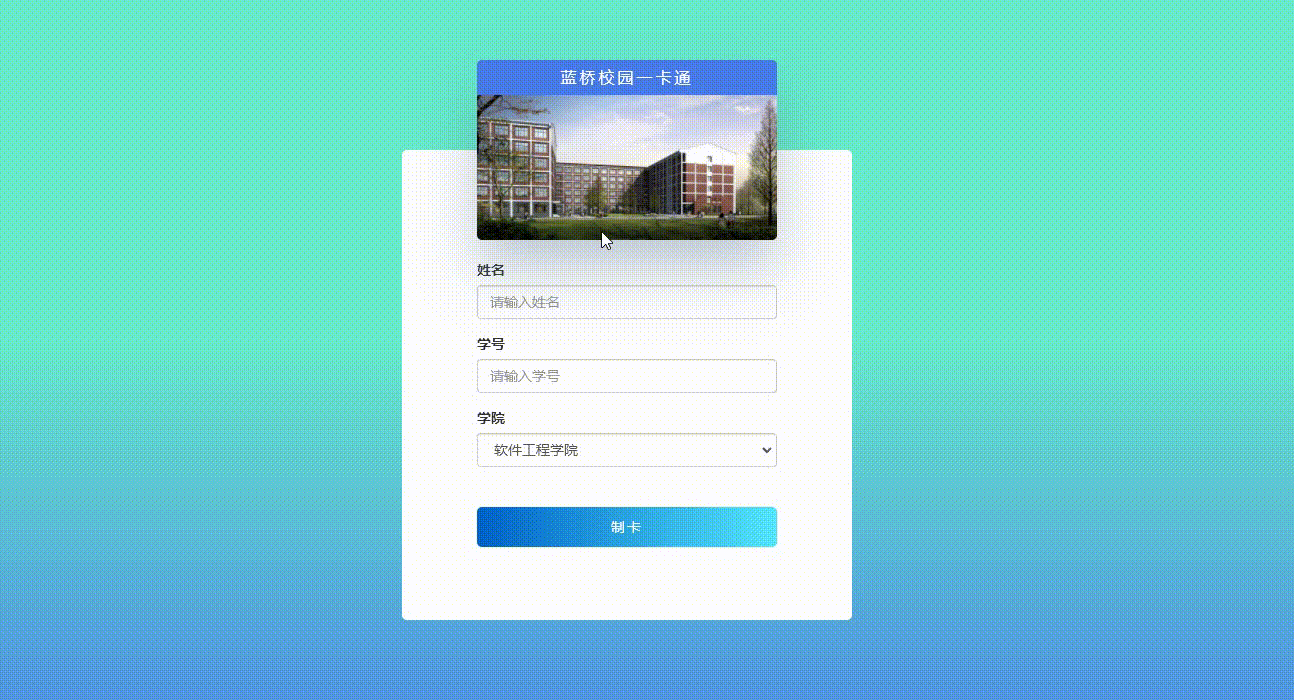 蓝桥校园一卡通
姓名
请输入姓名
学号
请输入学号
学院
软件工程学院
制卡